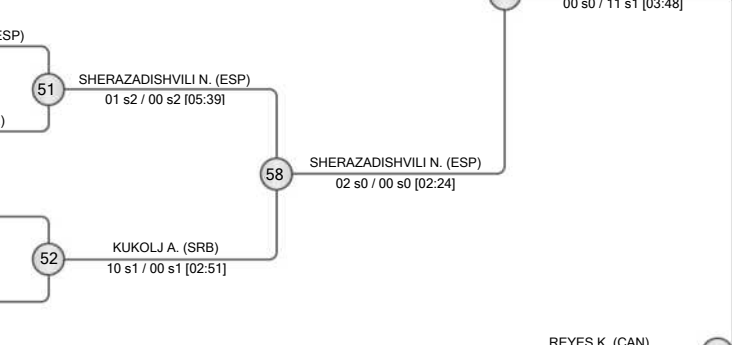 00 s0 / 11 s1 [03:48]
ESP)
51
SHERAZADISHVILI N. (ESP)
01 s2 / 00 s2 [05:39]
)
58
SHERAZADISHVILI N. (ESP)
02 s0 / 00 s0 [02:24]
52
KUKOLJ A. (SRB)
10 s1 / 00 s1 [02:51]
REYES K. (CAN)